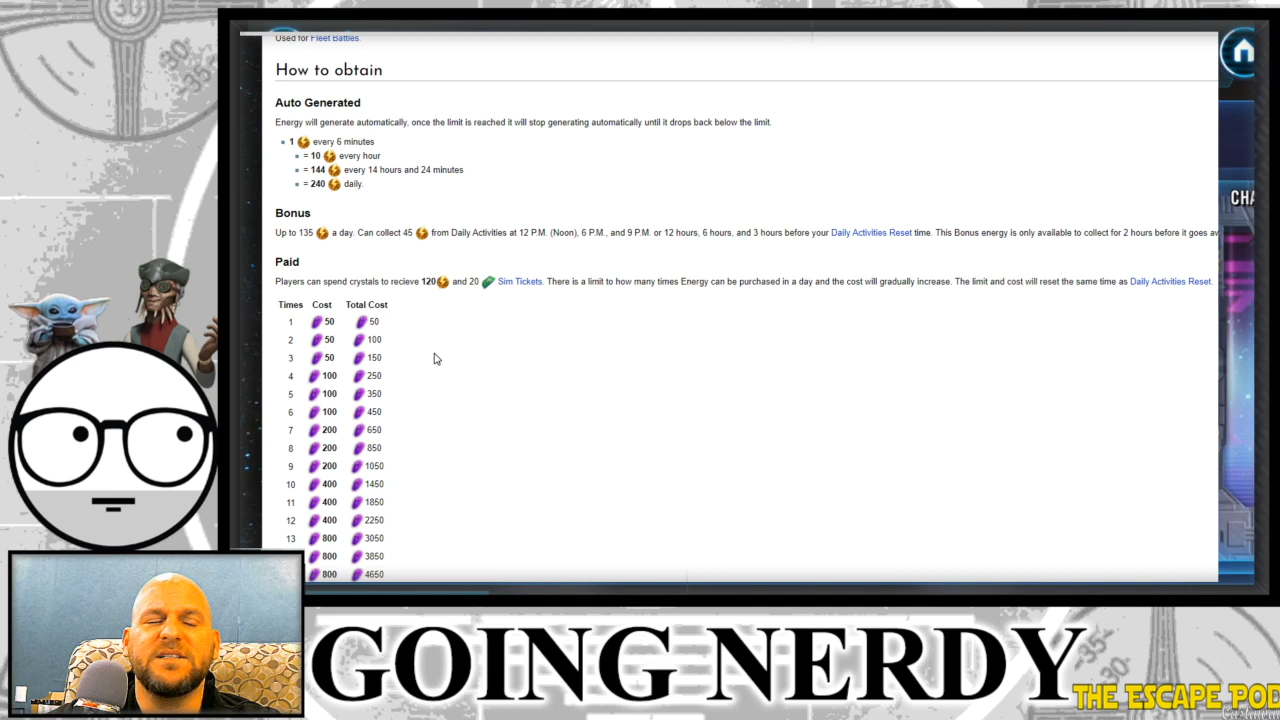 Used for Fleet Battles.
How to obtain
Auto Generated
Energy will generate automatically, once the limit is reached it will stop generating automatically until it drops back below the limit.
1 every 6 minutes
= 10 every hour
= 144 every 14 hours and 24 minutes
= 240 daily.
Bonus
Up to 135 a day. Can collect 45 from Daily Activities at 12 P.M. (Noon), 6 P.M., and 9 P.M. or 12 hours, 6 hours, and 3 hours before your Daily Activities Reset time. This Bonus energy is only available to collect for 2 hours before it goes
Paid
Players can spend crystals to recieve 120 and 20 Sim Tickets. There is a limit to how many times Energy can be purchased in a day and the cost will gradually increase. The limit and cost will reset the same time as Daily Activities Reset.
Times Cost Total Cost
1 50 50
2 50 100
3 50 150
4 100 250
5 100 350
6 100 450
7 200 650
8 200 850
9 200 1050
10 400 1450
11 400 1850
12 400 2250
13 800 3050
800 3850
800 4650
CHA
GOING NERDY
THE ESCAPE POD